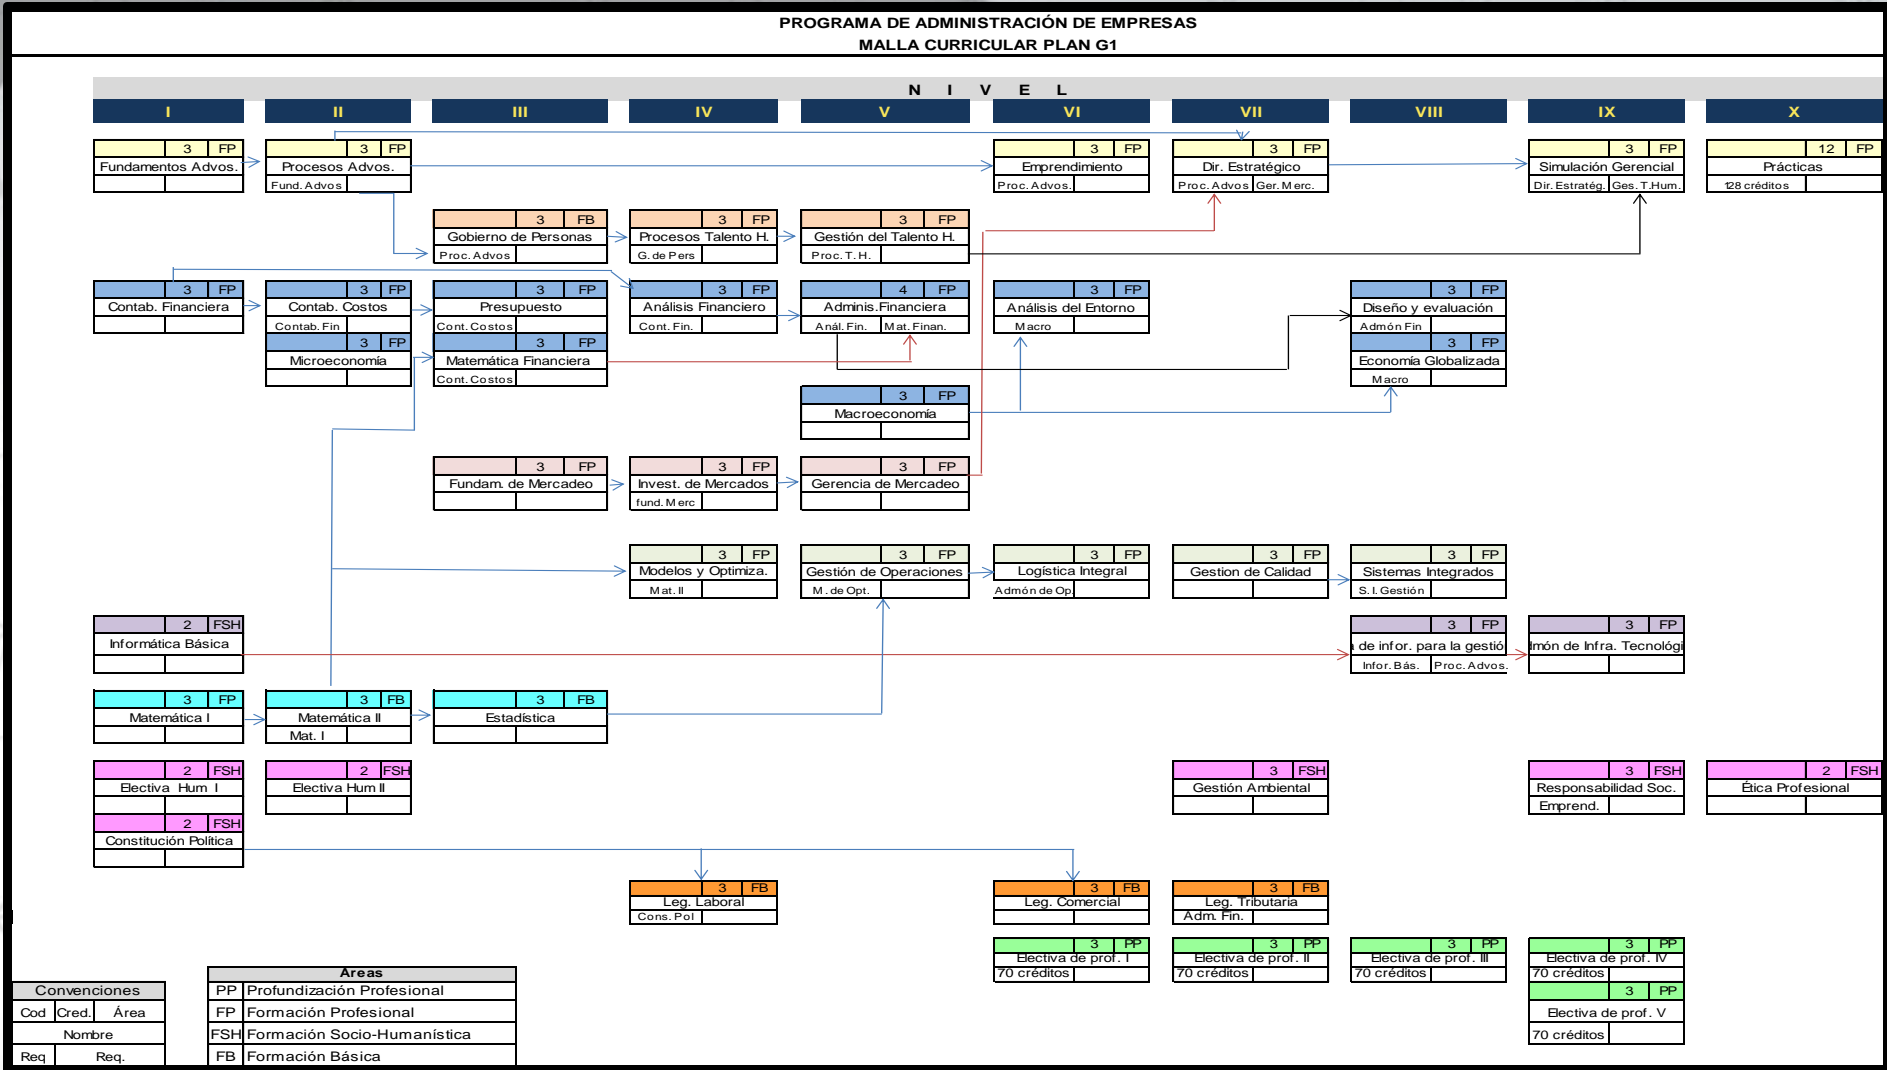 PROGRAMA DE ADMINISTRACIÓN DE EMPRESAS
MALLA CURRICULAR PLAN G1
N I V E L
I II III IV V VI VII VIII IX X
3 FP 3 FP 3 FP 3 FP 3 FP 12 FP
Fundamentos Advos. Procesos Advos. Emprendimiento Dir. Estratégico Simulación Gerencial Prácticas
Fund. Advos Proc. Advos. Proc. Advos Ger. Merc. Dir. Estratég. Ges. T.Hum. 128 créditos
3 FB 3 FP 3 FP
Gobierno de Personas Procesos Talento H. Gestión del Talento H.
Proc. Advos G. de Pers Proc. T. H.
3 FP 3 FP 3 FP 3 FP 4 FP 3 FP 3 FP
Contab. Financiera Contab. Costos Presupuesto Análisis Financiero Adminis.Financiera Análisis del Entorno Diseño y evaluación
Contab. Fin Cont. Costos Cont. Fin. Anál. Fin. Mat. Finan. Macro Admón Fin
3 FP 3 FP 3 FP
Microeconomía Matemática Financiera Economía Globalizada
Cont. Costos Macro
3 FP
Macroeconomía
3 FP 3 FP 3 FP
Fundam. de Mercadeo Invest. de Mercados Gerencia de Mercadeo
fund. Merc
3 FP 3 FP 3 FP 3 FP 3 FP
Modelos y Optimiza. Gestión de Operaciones Logística Integral Gestion de Calidad Sistemas Integrados
Mat. II M. de Opt. Admón de Op. S. I. Gestión
2 FSH 3 FP 3 FP
Informática Básica de infor. para la gestió món de Infra. Tecnológi
Infor. Bás. Proc. Advos.
3 FP 3 FB 3 FB
Matemática I Matemática II Estadística
Mat. I
2 FSH 2 FSH 3 FSH 3 FSH 2 FSH
Electiva Hum I Electiva Hum II Gestión Ambiental Responsabilidad Soc. Ética Profesional
Emprend.
2 FSH
Constitución Política
3 FB 3 FB 3 FB
Leg. Laboral Leg. Comercial Leg. Tributaria
Cons. Pol Adm. Fin.
3 PP 3 PP 3 PP 3 PP
Electiva de prof. I Electiva de prof. II Electiva de prof. III Electiva de prof. IV
70 créditos 70 créditos 70 créditos 70 créditos
3 PP
Electiva de prof. V
70 créditos
Convenciones
Cod Cred. Área
Nombre
Req Req.
Áreas
PP Profundización Profesional
FP Formación Profesional
FSH Formación Socio-Humanística
FB Formación Básica